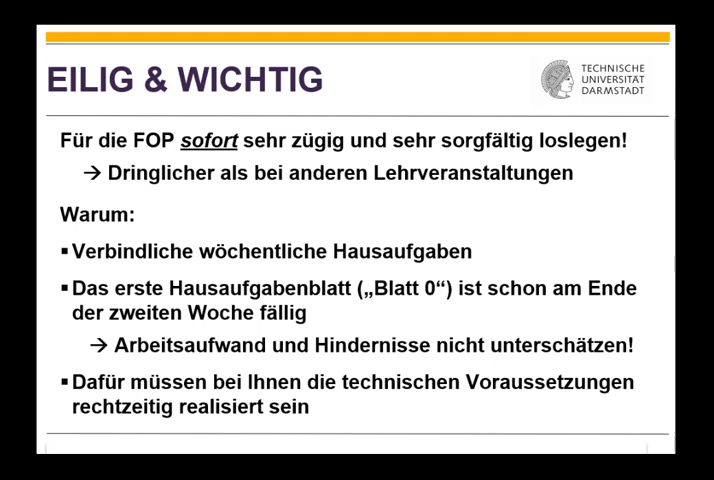 EILIG & WICHTIG
TECHNISCHE
UNIVERSITÄT
DARMSTADT
Für die FOP sofort sehr zügig und sehr sorgfältig loslegen!
→ Dringlicher als bei anderen Lehrveranstaltungen
Warum:
▪ Verbindliche wöchentliche Hausaufgaben
▪ Das erste Hausaufgabenblatt („Blatt 0“) ist schon am Ende
der zweiten Woche fällig
→ Arbeitsaufwand und Hindernisse nicht unterschätzen!
▪ Dafür müssen bei Ihnen die technischen Voraussetzungen
rechtzeitig realisiert sein